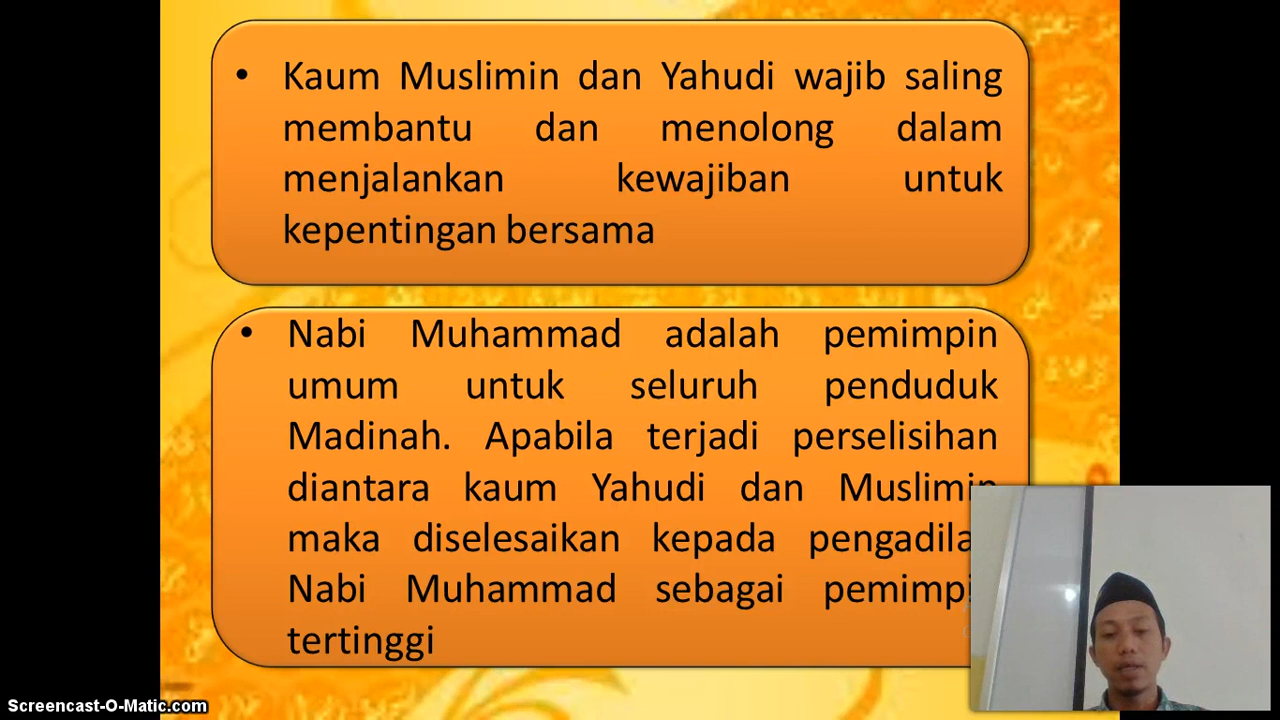 • Kaum Muslimin dan Yahudi wajib saling
membantu dan menolong dalam
menjalankan kewajiban untuk
kepentingan bersama
• Nabi Muhammad adalah pemimpin
umum untuk seluruh penduduk
Madinah. Apabila terjadi perselisihan
diantara kaum Yahudi dan Muslimin
maka diselesaikan kepada
Nabi Muhammad sebagai
tertinggi
Screencast-O-Matic.com